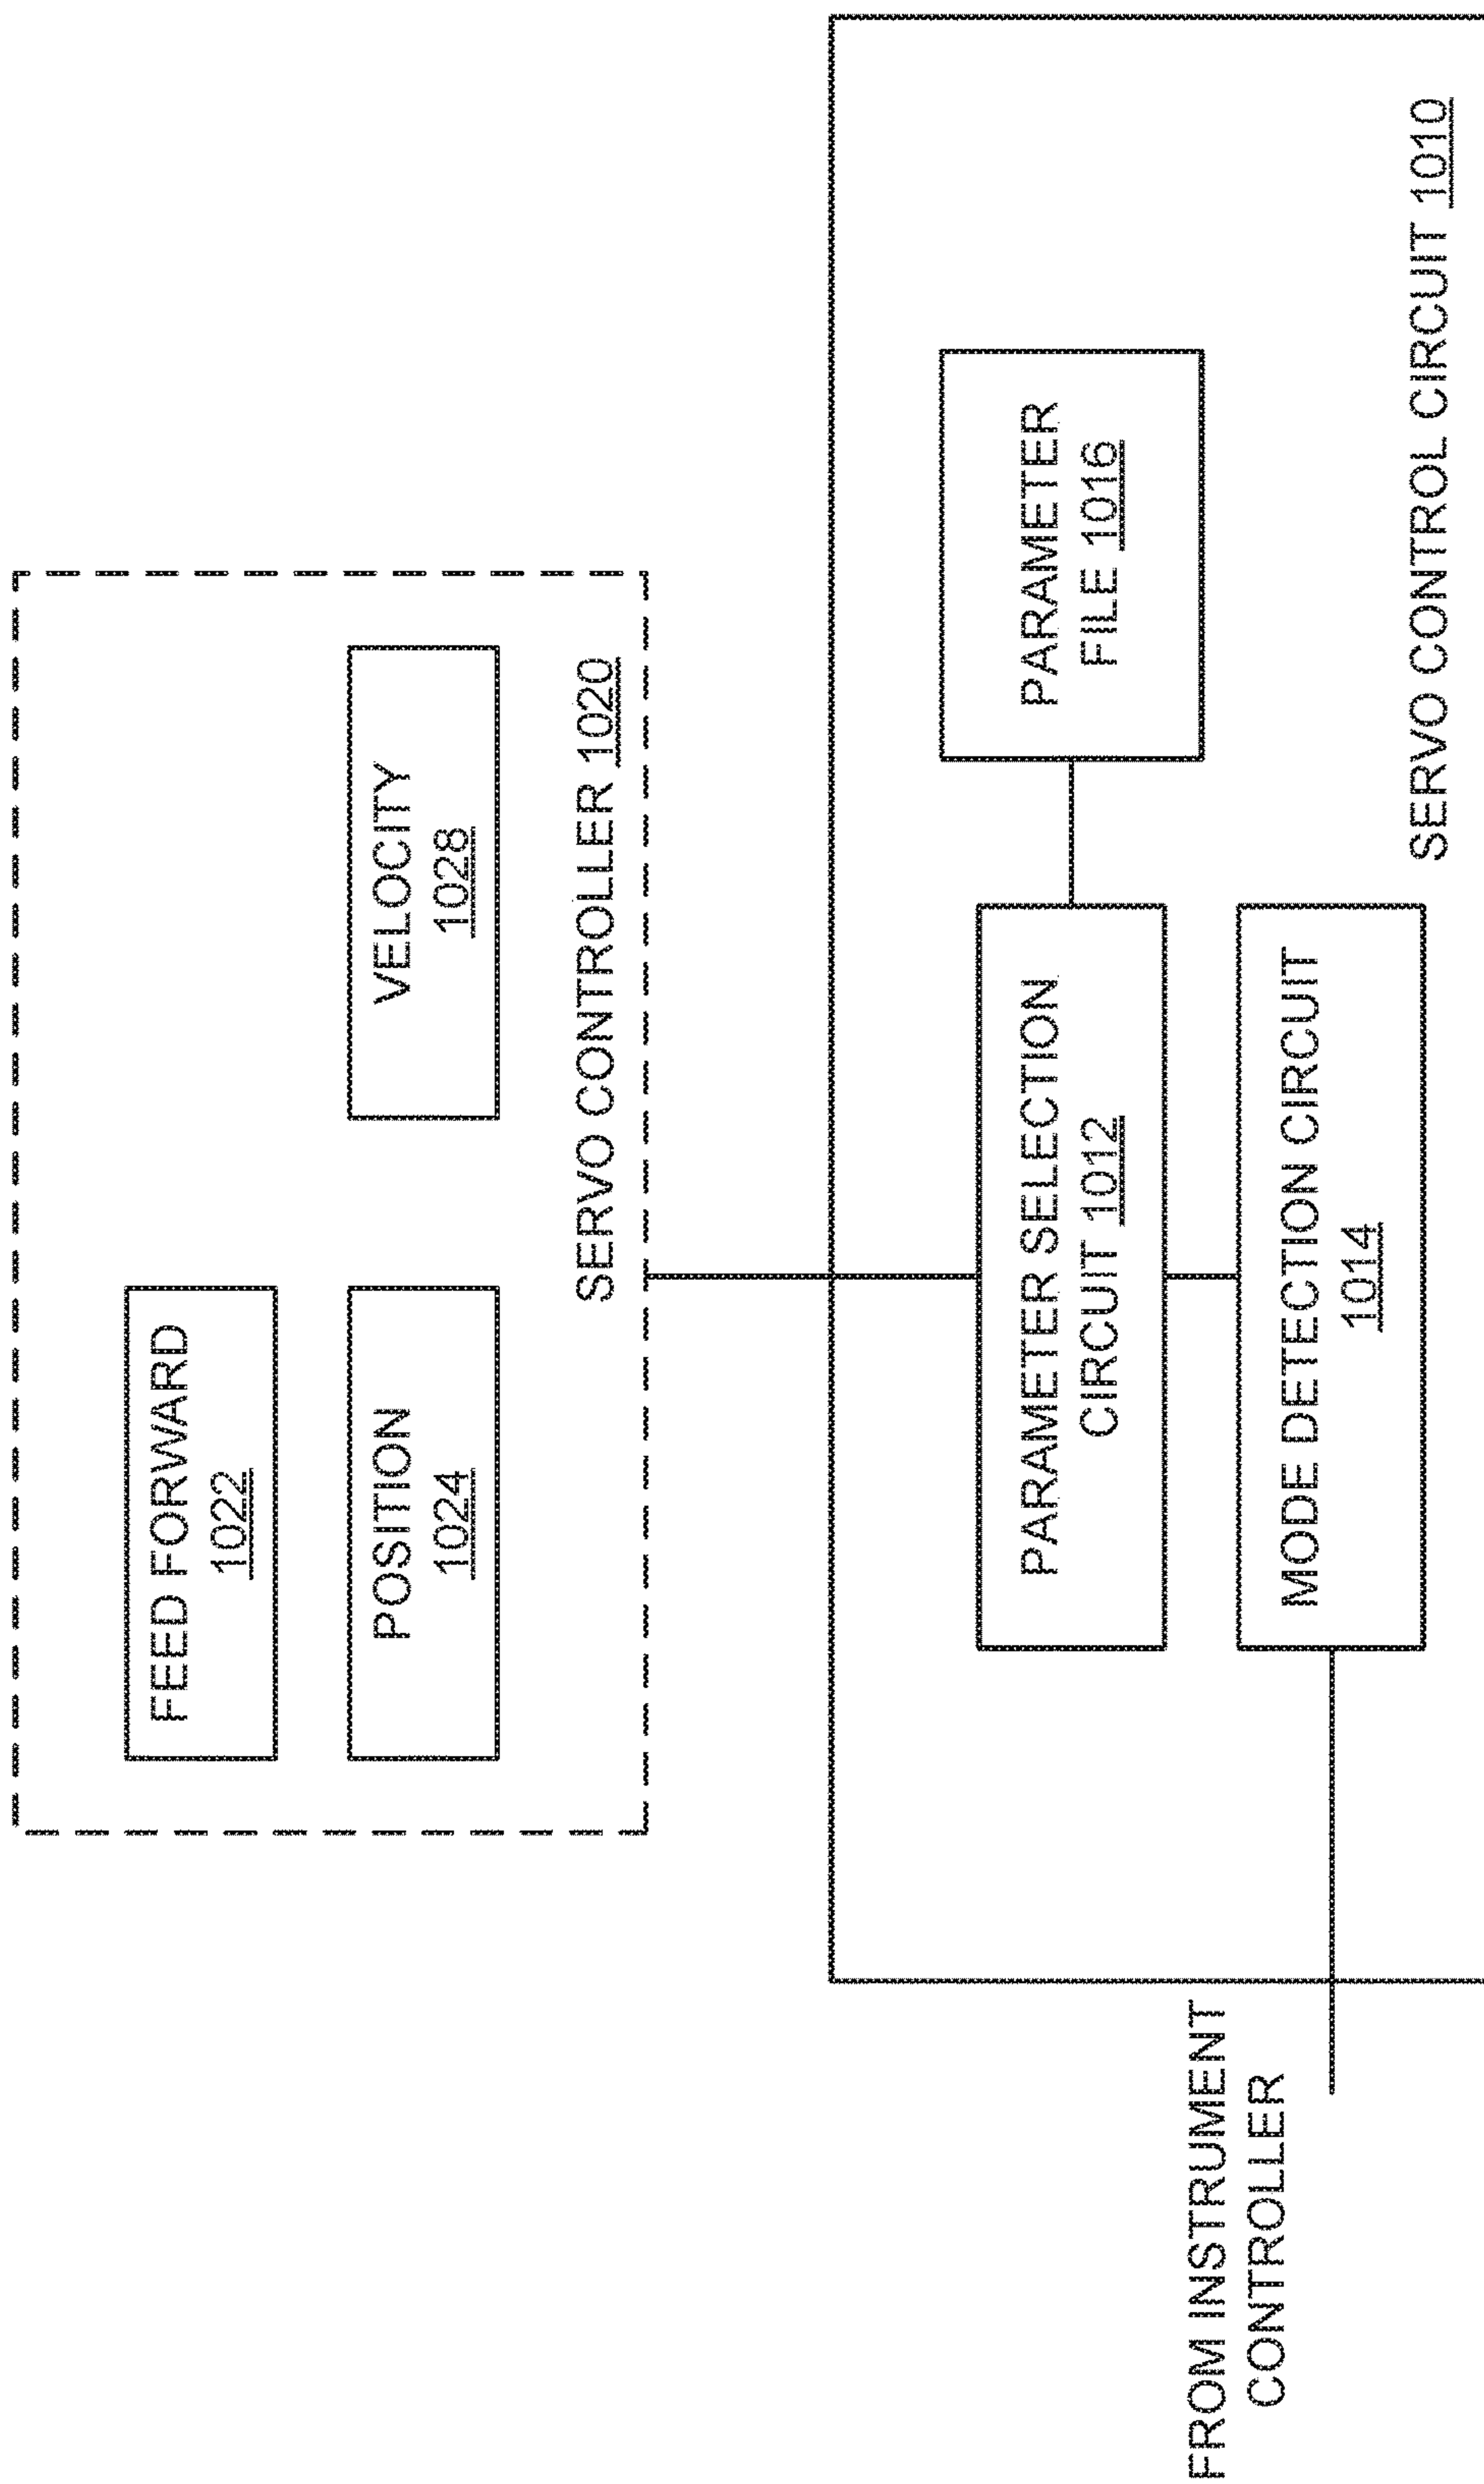 FEED FORWARD
1022
POSITION
1024
VELOCITY
1028
SERVO CONTROLLER 1020
PARAMETER SELECTION
CIRCUIT 1012
PARAMETER
FILE 1016
FROM INSTRUMENT
CONTROLLER
MODE DETECTION CIRCUIT
1014
SERVO CONTROL CIRCUIT 1010